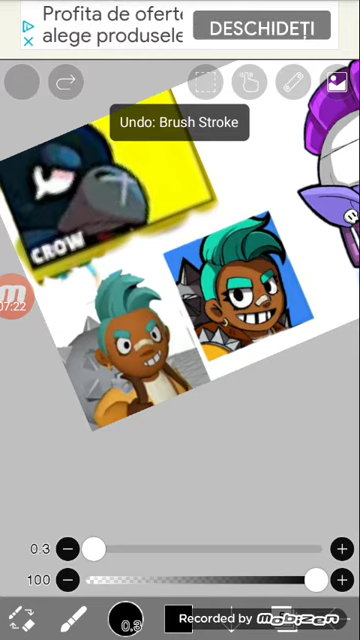 Profita de oferte
alege produsele
DESCHIDEȚI
Undo: Brush Stroke
CROW
07:22
0.3
100
0.3
Recorded by MOBIZEN